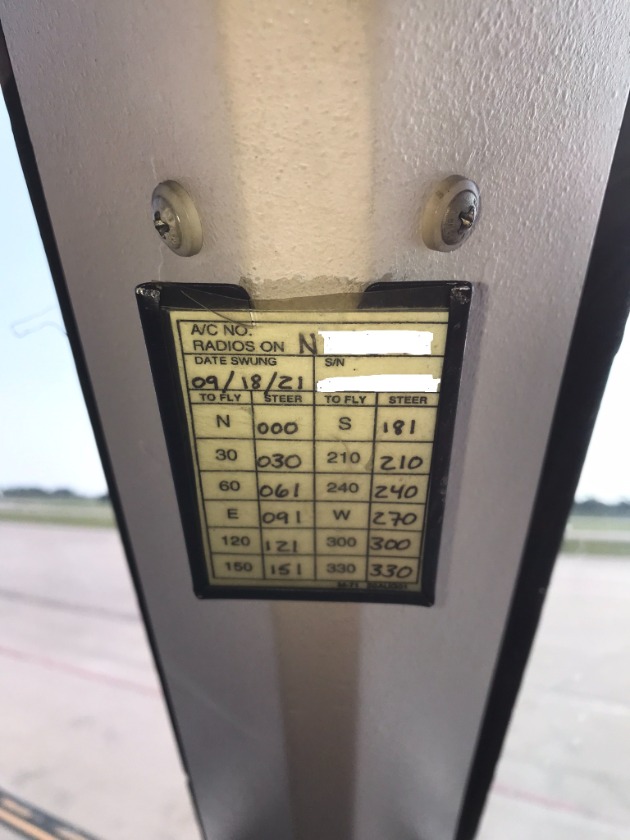 A/C NO.
RADIOS ON N
DATE SWUNG S/N
09/18/21
TO FLY STEER TO FLY STEER
N 000 S 181
30 030 210 210
60 061 240 240
E 091 W 270
120 121 300 300
150 151 330 330